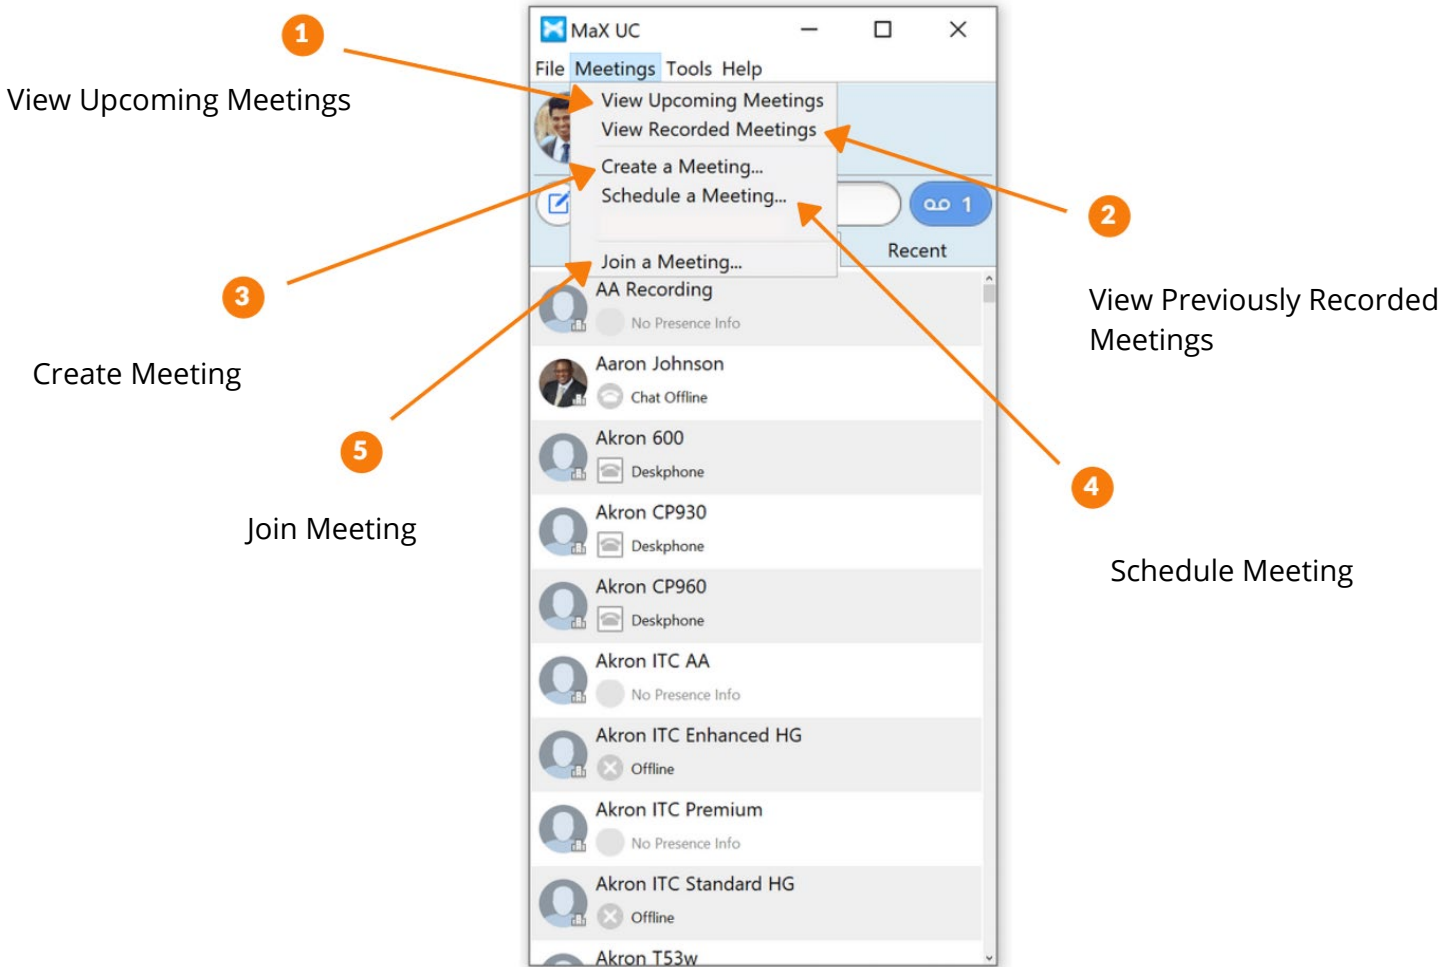 1
View Upcoming Meetings
MaX UC
File Meetings Tools Help
View Upcoming Meetings
View Recorded Meetings
Create a Meeting...
Schedule a Meeting...
Join a Meeting...
1
Recent
2
View Previously Recorded
Meetings
3
Create Meeting
4
Schedule Meeting
5
Join Meeting
AA Recording
No Presence Info
Aaron Johnson
Chat Offline
Akron 600
Deskphone
Akron CP930
Deskphone
Akron CP960
Deskphone
Akron ITC AA
No Presence Info
Akron ITC Enhanced HG
Offline
Akron ITC Premium
No Presence Info
Akron ITC Standard HG
Offline
Akron T53w